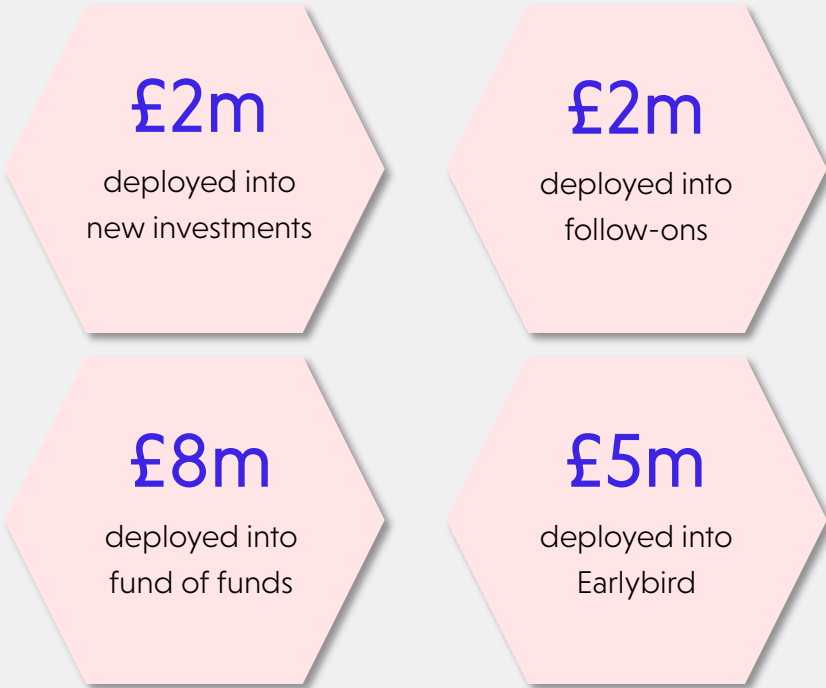 £2m
deployed into
new investments
£2m
deployed into
follow-ons
£8m
deployed into
fund of funds
£5m
deployed into
Earlybird